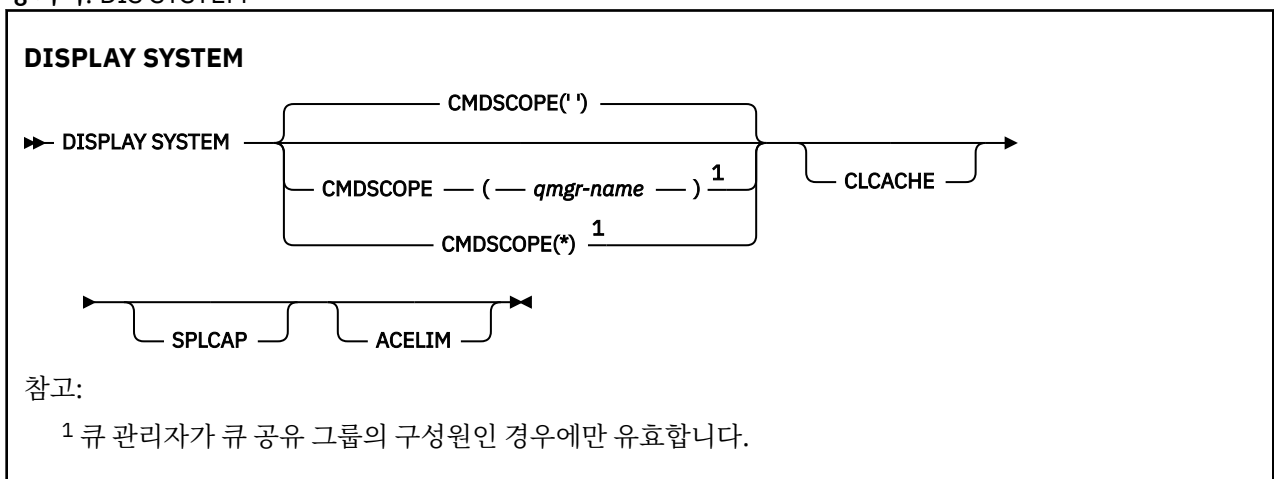 DIS SYSTEM
DISPLAY SYSTEM
CMDSCOPE(' ')
DISPLAY SYSTEM
CMDSCOPE ( qmgr-name ) 1
CLCACHE
CMDSCOPE(*) 1
SPLCAP
ACELIM
참고:
1 큐 관리자가 큐 공유 그룹의 구성원인 경우에만 유효합니다.